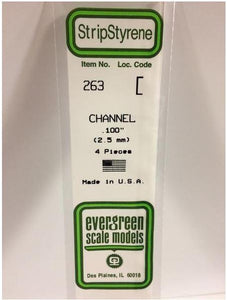 StripStyrene
Item No. Loc. Code
263 [
CHANNEL
.100"
(2.5 mm)
4 Pieces
Made in U.S.A.
evergreen
scale models
Des Plaines, IL 60018